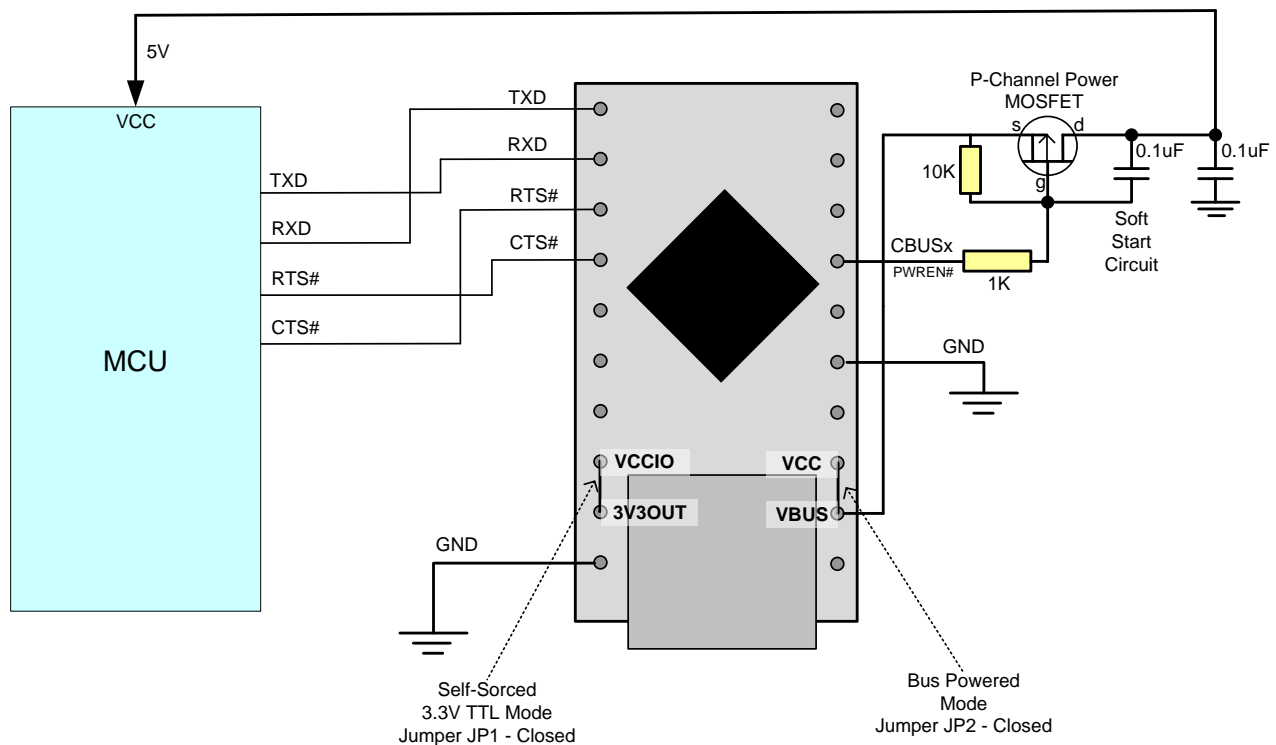 5V
VCC
MCU
TXD
RXD
RTS#
CTS#
TXD
RXD
RTS#
CTS#
VCCIO
3V3OUT
GND
VCC
VBUS
P-Channel Power
MOSFET
s
d
g
10K
0.1uF
0.1uF
Soft
Start
Circuit
CBUSx
PWREN#
1K
GND
Self-Sorced
3.3V TTL Mode
Jumper JP1 - Closed
Bus Powered
Mode
Jumper JP2 - Closed